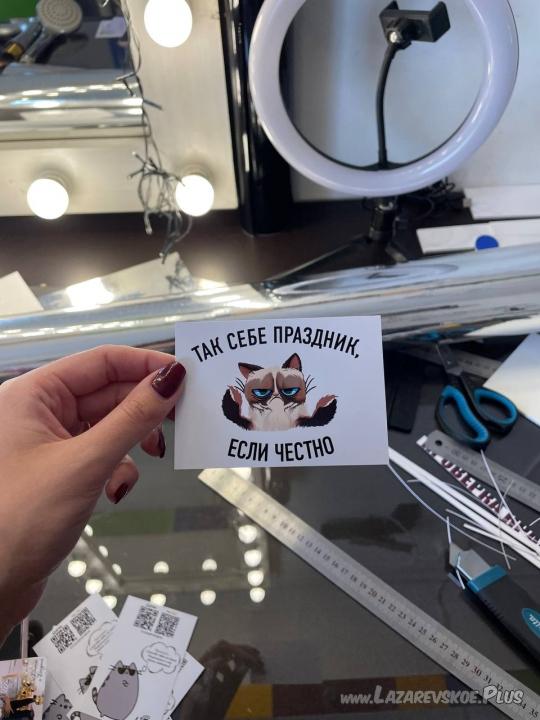 ТАК СЕБЕ ПРАЗДНИК,
ЕСЛИ ЧЕСТНО
www.LAZAREVSKOE.PLUS